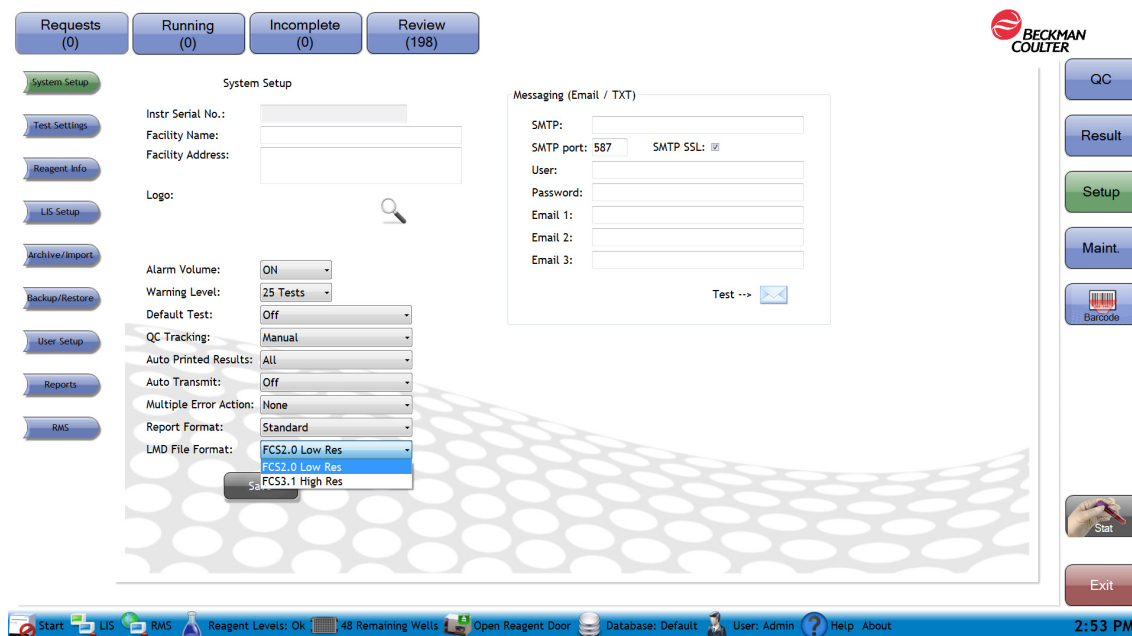 Requests
(0)
Running
(0)
Incomplete
(0)
Review
(198)
BECKMAN
COULTER
System Setup
Test Settings
Reagent Info
LIS Setup
Archive/Import
Backup/Restore
User Setup
Reports
RMS
System Setup
Instr Serial No.:
Facility Name:
Facility Address:
Logo:
Alarm Volume: ON
Warning Level: 25 Tests
Default Test: Off
QC Tracking: Manual
Auto Printed Results: All
Auto Transmit: Off
Multiple Error Action: None
Report Format: Standard
LMD File Format: FCS2.0 Low Res
FCS2.0 Low Res
FCS3.1 High Res
Messaging (Email / TXT)
SMTP:
SMTP port: 587 SMTP SSL:
User:
Password:
Email 1:
Email 2:
Email 3:
Test -->
QC
Result
Setup
Maint.
Barcode
Stat
Exit
Start LIS RMS Reagent Levels: Ok 48 Remaining Wells Open Reagent Door Database: Default User: Admin Help About 2:53 PM